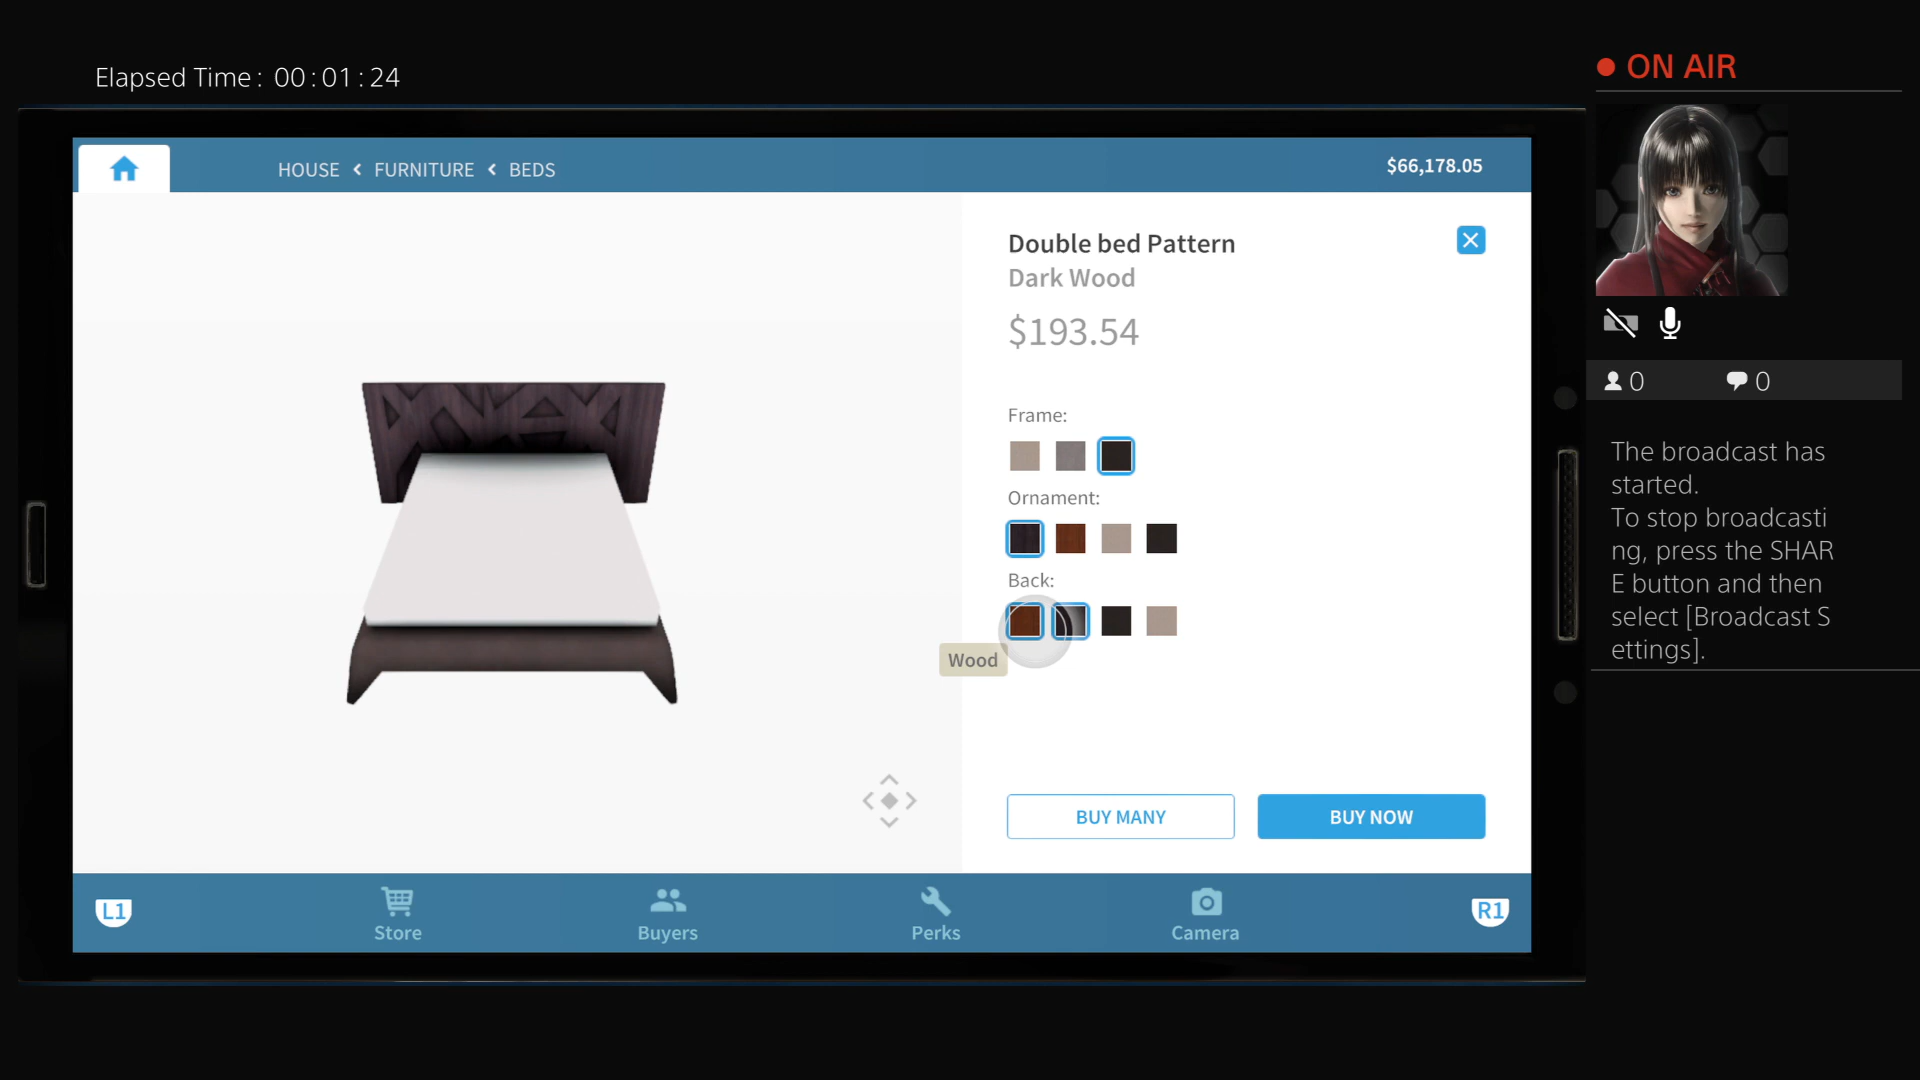 Elapsed Time: 00:01:24
ON AIR
HOUSE < FURNITURE < BEDS
$66,178.05
Double bed Pattern
Dark Wood
$193.54
Frame:
Ornament:
Back:
Wood
BUY MANY
BUY NOW
L1
Store
Buyers
Perks
Camera
R1
0
0
The broadcast has
started.
To stop broadcasti
ng, press the SHAR
E button and then
select [Broadcast S
ettings].